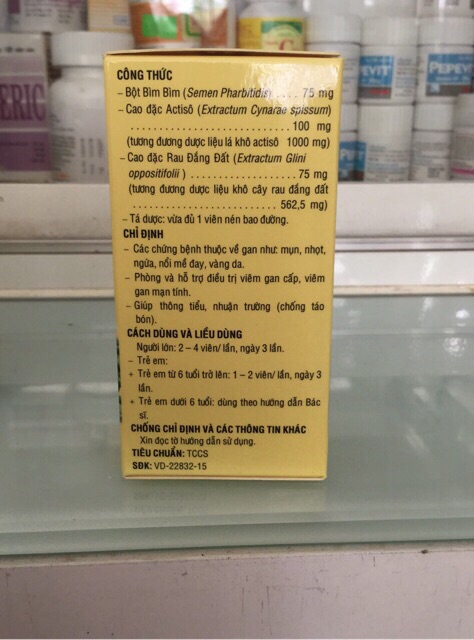 CÔNG THỨC
– Bột Bìm Bìm (Semen Pharbitidis) .... 75 mg
– Cao đặc Actisô (Extractum Cynarae spissum)
........................... 100 mg
(tương đương dược liệu lá khô actisô 1000 mg)
– Cao đặc Rau Đắng Đất (Extractum Glini
oppositifolii) .................... 75 mg
(tương đương dược liệu khô cây rau đắng đất
........................... 562,5 mg)
– Tá dược: vừa đủ 1 viên nén bao đường.
CHỈ ĐỊNH
– Các chứng bệnh thuộc về gan như: mụn, nhọt,
ngứa, nổi mề đay, vàng da.
– Phòng và hỗ trợ điều trị viêm gan cấp, viêm
gan mạn tính.
– Giúp thông tiểu, nhuận trường (chống táo
bón).
CÁCH DÙNG VÀ LIỀU DÙNG
Người lớn: 2 – 4 viên/ lần, ngày 3 lần.
– Trẻ em:
+ Trẻ em từ 6 tuổi trở lên: 1 – 2 viên/ lần, ngày 3
lần.
+ Trẻ em dưới 6 tuổi: dùng theo hướng dẫn Bác
sĩ.
CHỐNG CHỈ ĐỊNH VÀ CÁC THÔNG TIN KHÁC
Xin đọc tờ hướng dẫn sử dụng.
TIÊU CHUẨN: TCCS
SĐK: VD-22832-15
ERIC
PEPEVIT